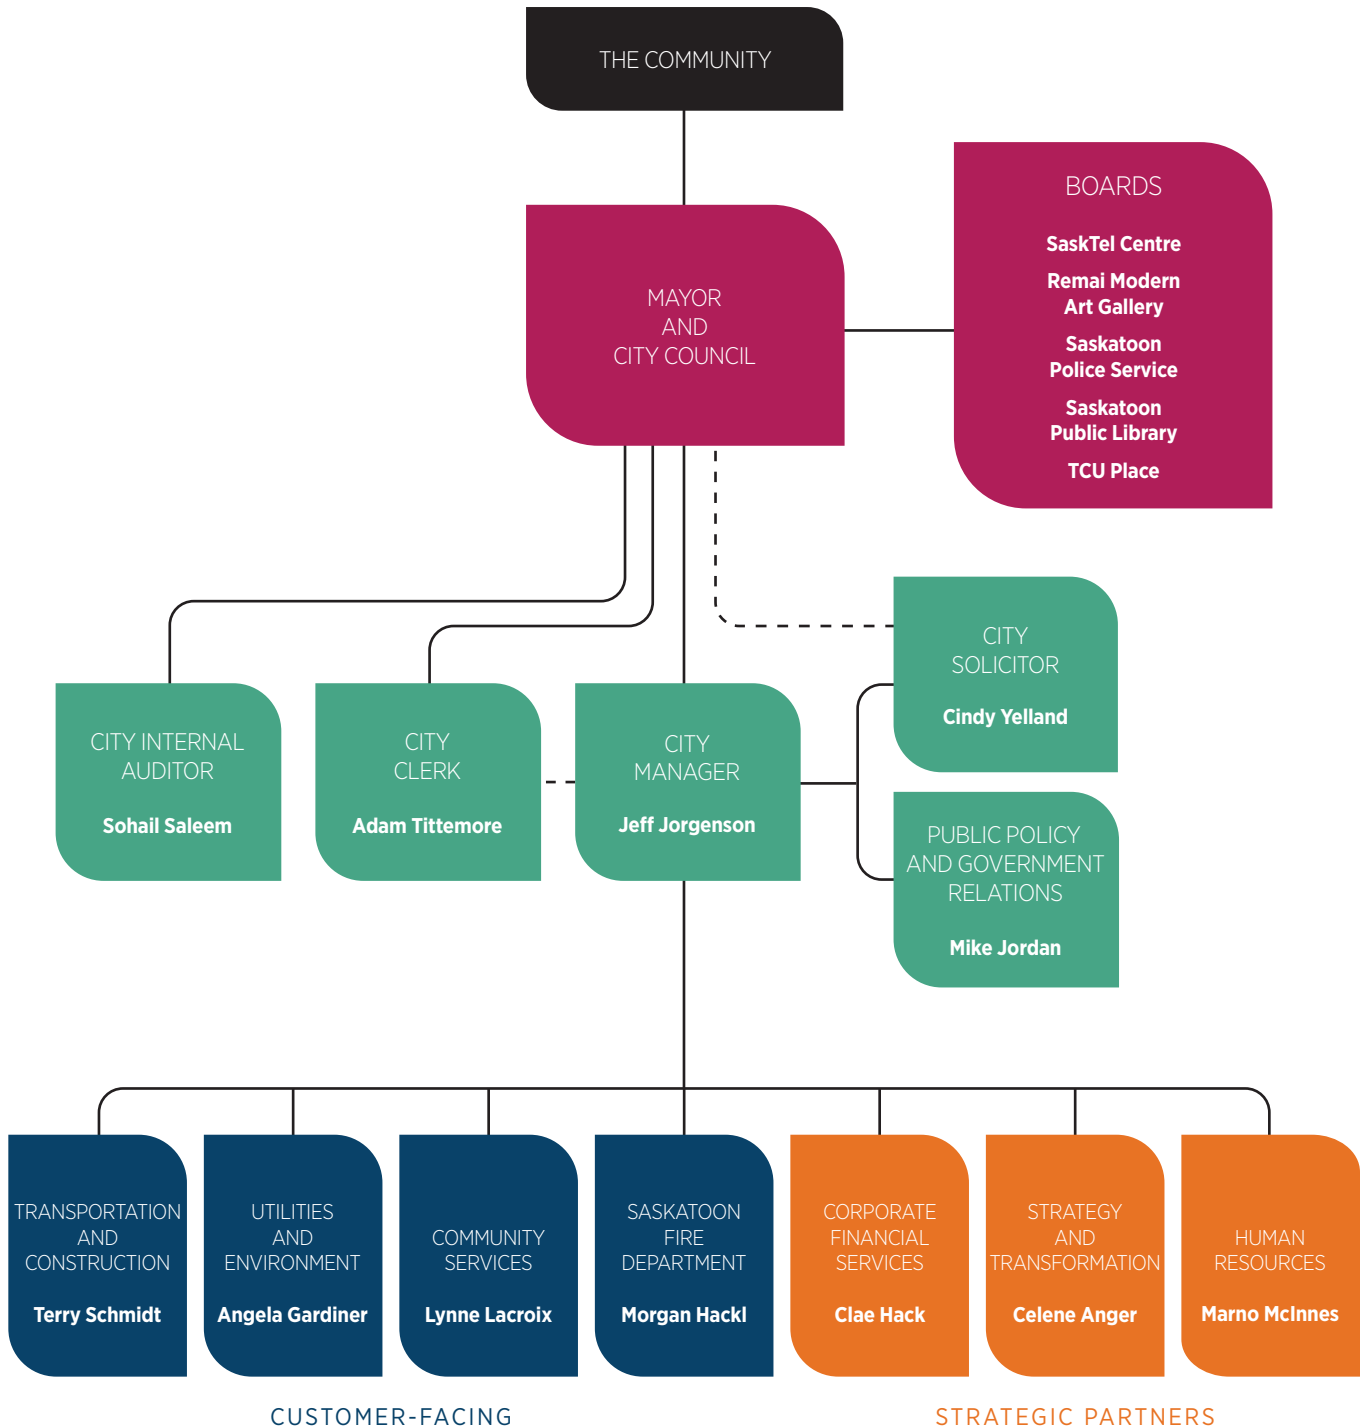 THE COMMUNITY
MAYOR
AND
CITY COUNCIL
BOARDS
SaskTel Centre
Remai Modern
Art Gallery
Saskatoon
Police Service
Saskatoon
Public Library
TCU Place
CITY
SOLICITOR
Cindy Yelland
CITY INTERNAL
AUDITOR
Sohail Saleem
CITY
CLERK
Adam Tittemore
CITY
MANAGER
Jeff Jorgenson
PUBLIC POLICY
AND GOVERNMENT
RELATIONS
Mike Jordan
TRANSPORTATION
AND
CONSTRUCTION
Terry Schmidt
UTILITIES
AND
ENVIRONMENT
Angela Gardiner
COMMUNITY
SERVICES
Lynne Lacroix
SASKATOON
FIRE
DEPARTMENT
Morgan Hackl
CORPORATE
FINANCIAL
SERVICES
Clae Hack
STRATEGY
AND
TRANSFORMATION
Celene Anger
HUMAN
RESOURCES
Marno McInnes
CUSTOMER-FACING
STRATEGIC PARTNERS